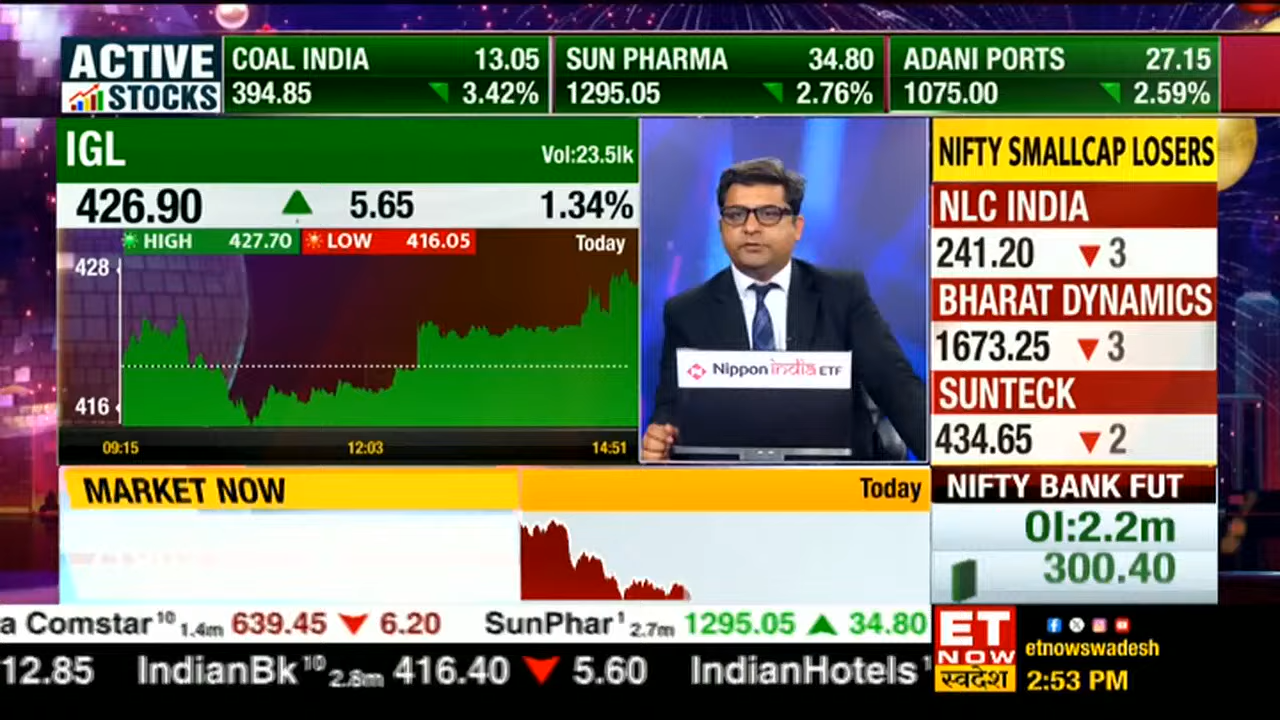 ACTIVE STOCKS
COAL INDIA 13.05
394.85 3.42%
SUN PHARMA 34.80
1295.05 2.76%
ADANI PORTS 27.15
1075.00 2.59%
IGL Vol:23.5lk
426.90 ▲ 5.65 1.34%
HIGH 427.70 LOW 416.05 Today
428
416
09:15 12:03 14:51
Nippon india ETF
NIFTY SMALLCAP LOSERS
NLC INDIA
241.20 ▼ 3
BHARAT DYNAMICS
1673.25 ▼ 3
SUNTECK
434.65 ▼ 2
NIFTY BANK FUT
OI:2.2m
300.40
MARKET NOW Today
a Comstar 10 1.4m 639.45 ▼ 6.20 SunPhar 1 2.7m 1295.05 ▲ 34.80
12.85 IndianBk 10 2.8m 416.40 ▼ 5.60 IndianHotels 1
ET NOW स्वदेश
etnowswadesh
2:53 PM